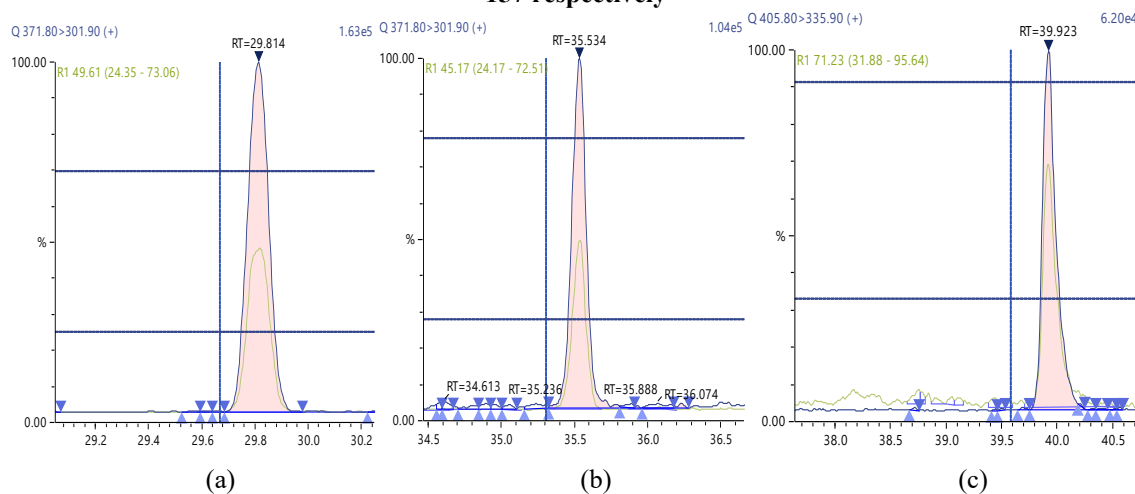 137 respectively
Q 371.80>301.90 (+) 1.63e5
RT=29.814
100.00
R1 49.61 (24.35 - 73.06)
%
0.00
29.2 29.4 29.6 29.8 30.0 30.2
(a)
Q 371.80>301.90 (+) 1.04e5
RT=35.534
100.00
R1 45.17 (24.17 - 72.51)
%
RT=34.613 RT=35.236 RT=35.888 RT=36.074
0.00
34.5 35.0 35.5 36.0 36.5
(b)
Q 405.80>335.90 (+) 6.20e4
RT=39.923
100.00
R1 71.23 (31.88 - 95.64)
%
0.00
38.0 38.5 39.0 39.5 40.0 40.5
(c)